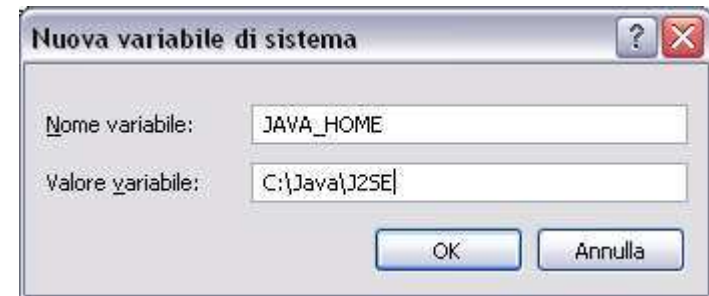 Nuova variabile di sistema
Nome variabile: JAVA_HOME
Valore variabile: C:\Java\J2SE
OK Annulla